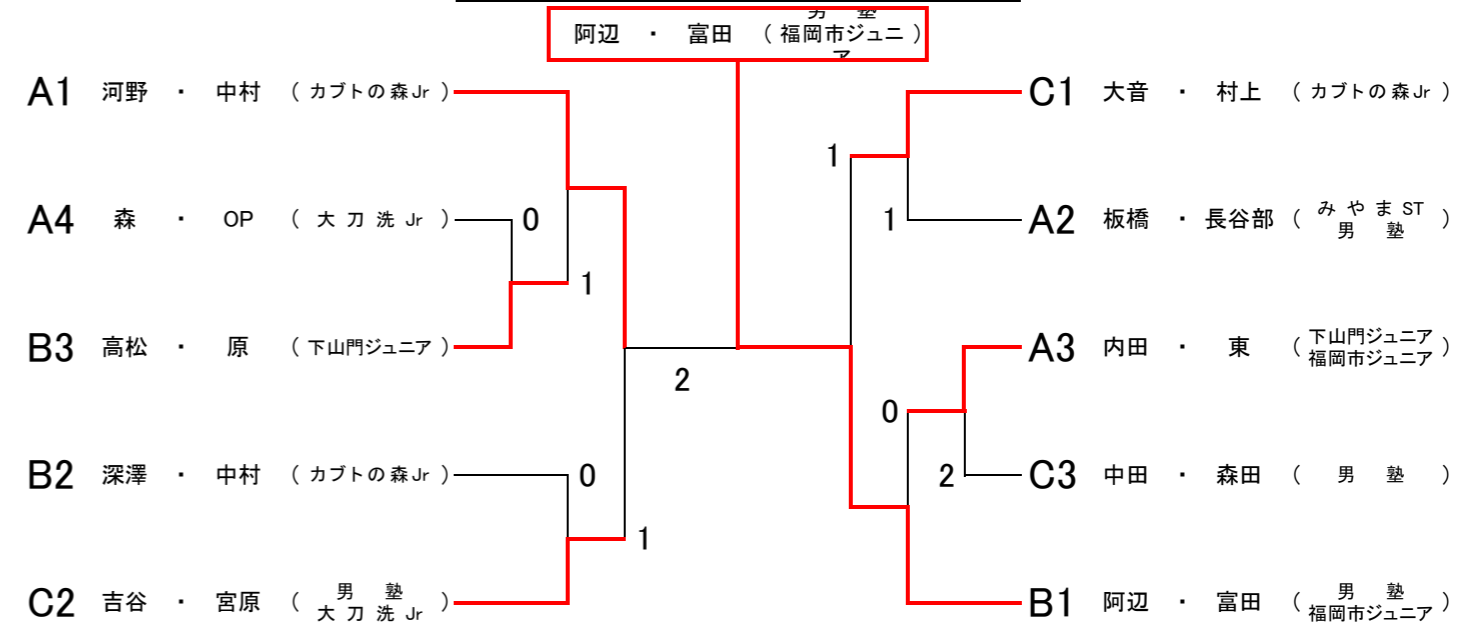 男 塾
阿辺 ・ 富田 ( 福岡市ジュニ )
ア
A1 河野 ・ 中村 ( カブトの森Jr )
C1 大音 ・ 村上 ( カブトの森Jr )
1
A4 森 ・ OP ( 大 刀 洗 Jr )
0
1
A2 板橋 ・ 長谷部 ( み や ま ST
男 塾 )
1
B3 高松 ・ 原 ( 下山門ジュニア )
A3 内田 ・ 東 ( 下山門ジュニア
福岡市ジュニア )
2
0
B2 深澤 ・ 中村 ( カブトの森Jr )
0
2
C3 中田 ・ 森田 ( 男 塾 )
1
C2 吉谷 ・ 宮原 ( 男 塾
大 刀 洗 Jr )
B1 阿辺 ・ 富田 ( 男 塾
福岡市ジュニア )